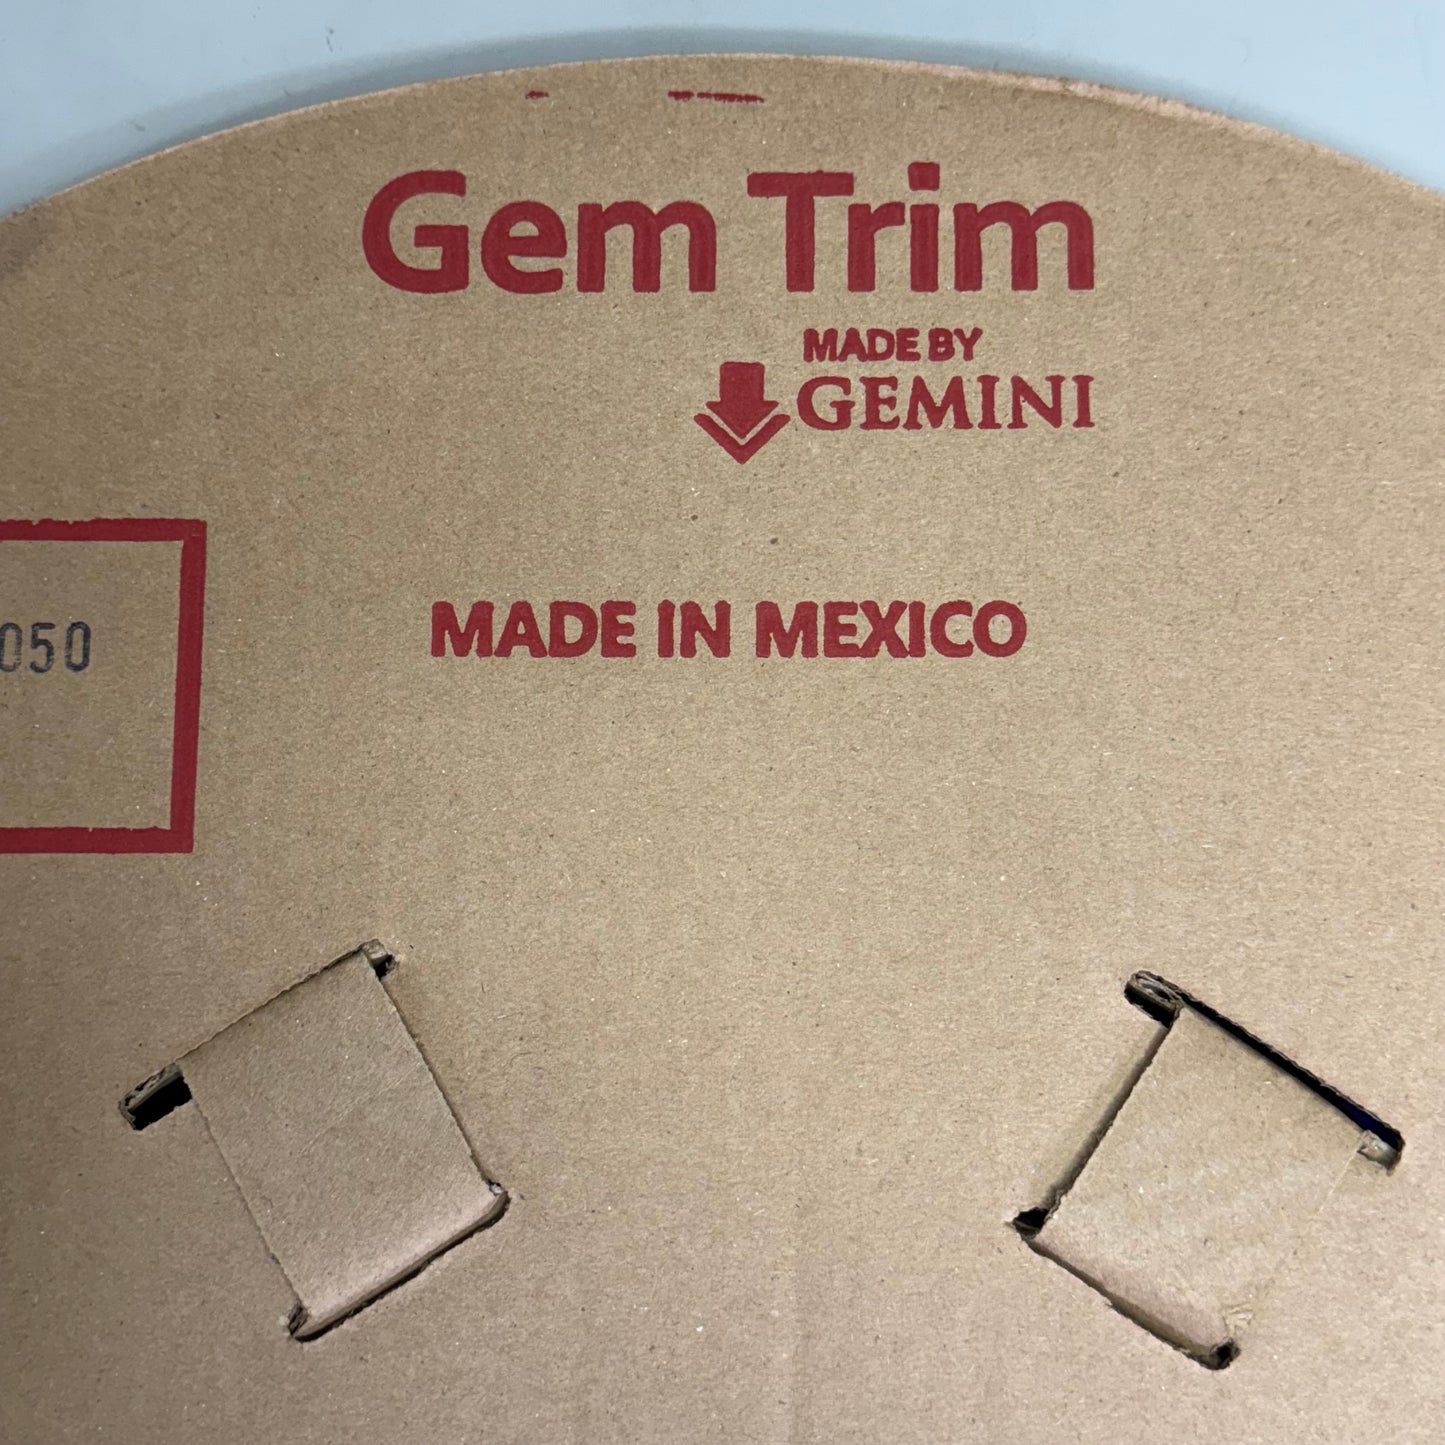 Gem Trim
MADE BY
GEMINI
MADE IN MEXICO
050